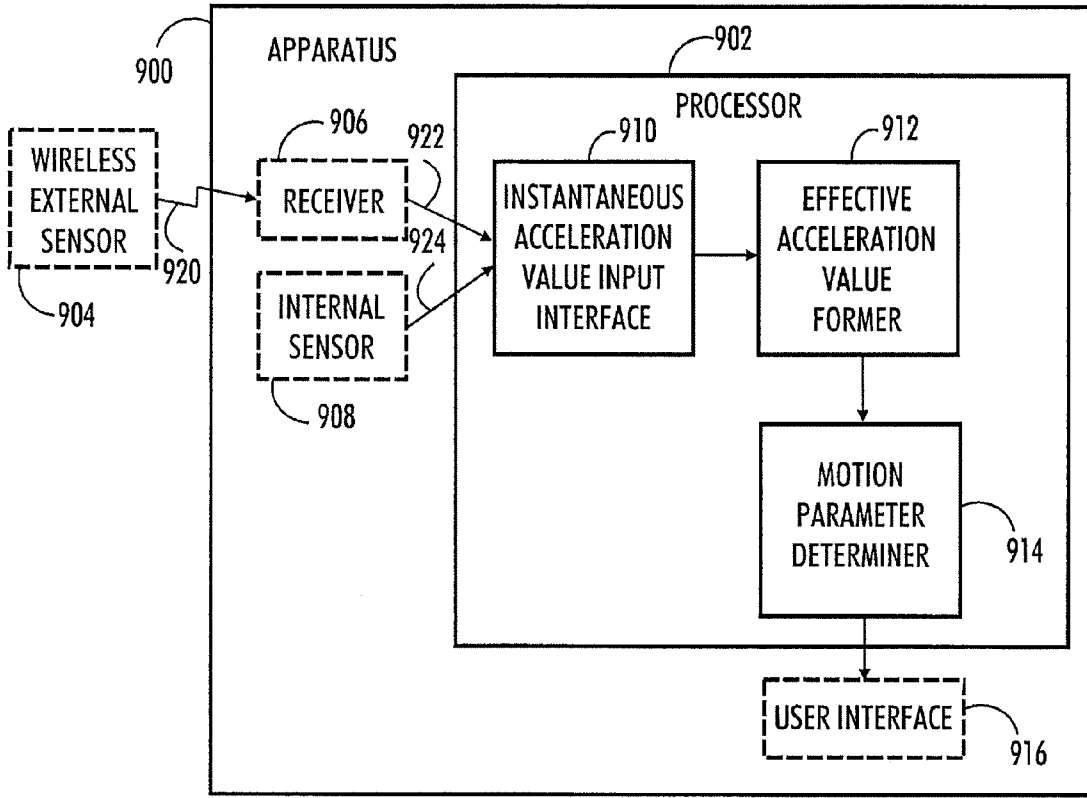 900
APPARATUS
902
PROCESSOR
904
WIRELESS
EXTERNAL
SENSOR
920
906
RECEIVER
922
924
INTERNAL
SENSOR
908
910
INSTANTANEOUS
ACCELERATION
VALUE INPUT
INTERFACE
912
EFFECTIVE
ACCELERATION
VALUE
FORMER
MOTION
PARAMETER
DETERMINER
914
USER INTERFACE
916